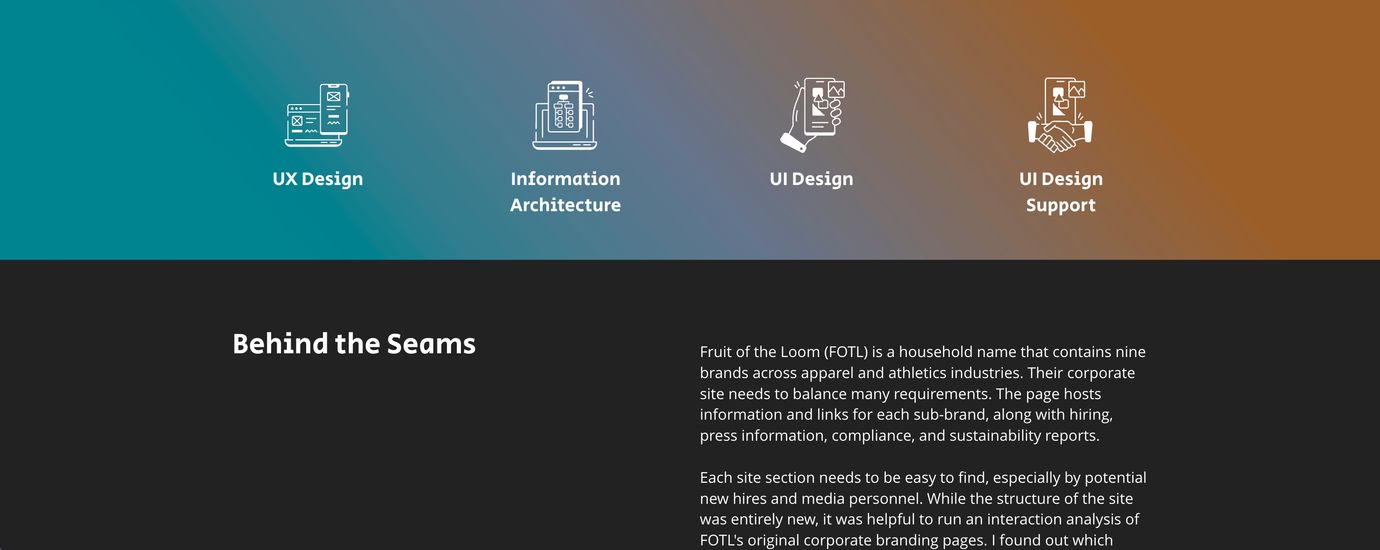 UX Design
Information
Architecture
UI Design
UI Design
Support
Behind the Seams
Fruit of the Loom (FOTL) is a household name that contains nine
brands across apparel and athletics industries. Their corporate
site needs to balance many requirements. The page hosts
information and links for each sub-brand, along with hiring,
press information, compliance, and sustainability reports.
Each site section needs to be easy to find, especially by potential
new hires and media personnel. While the structure of the site
was entirely new, it was helpful to run an interaction analysis of
FOTL's original corporate branding pages. I found out which